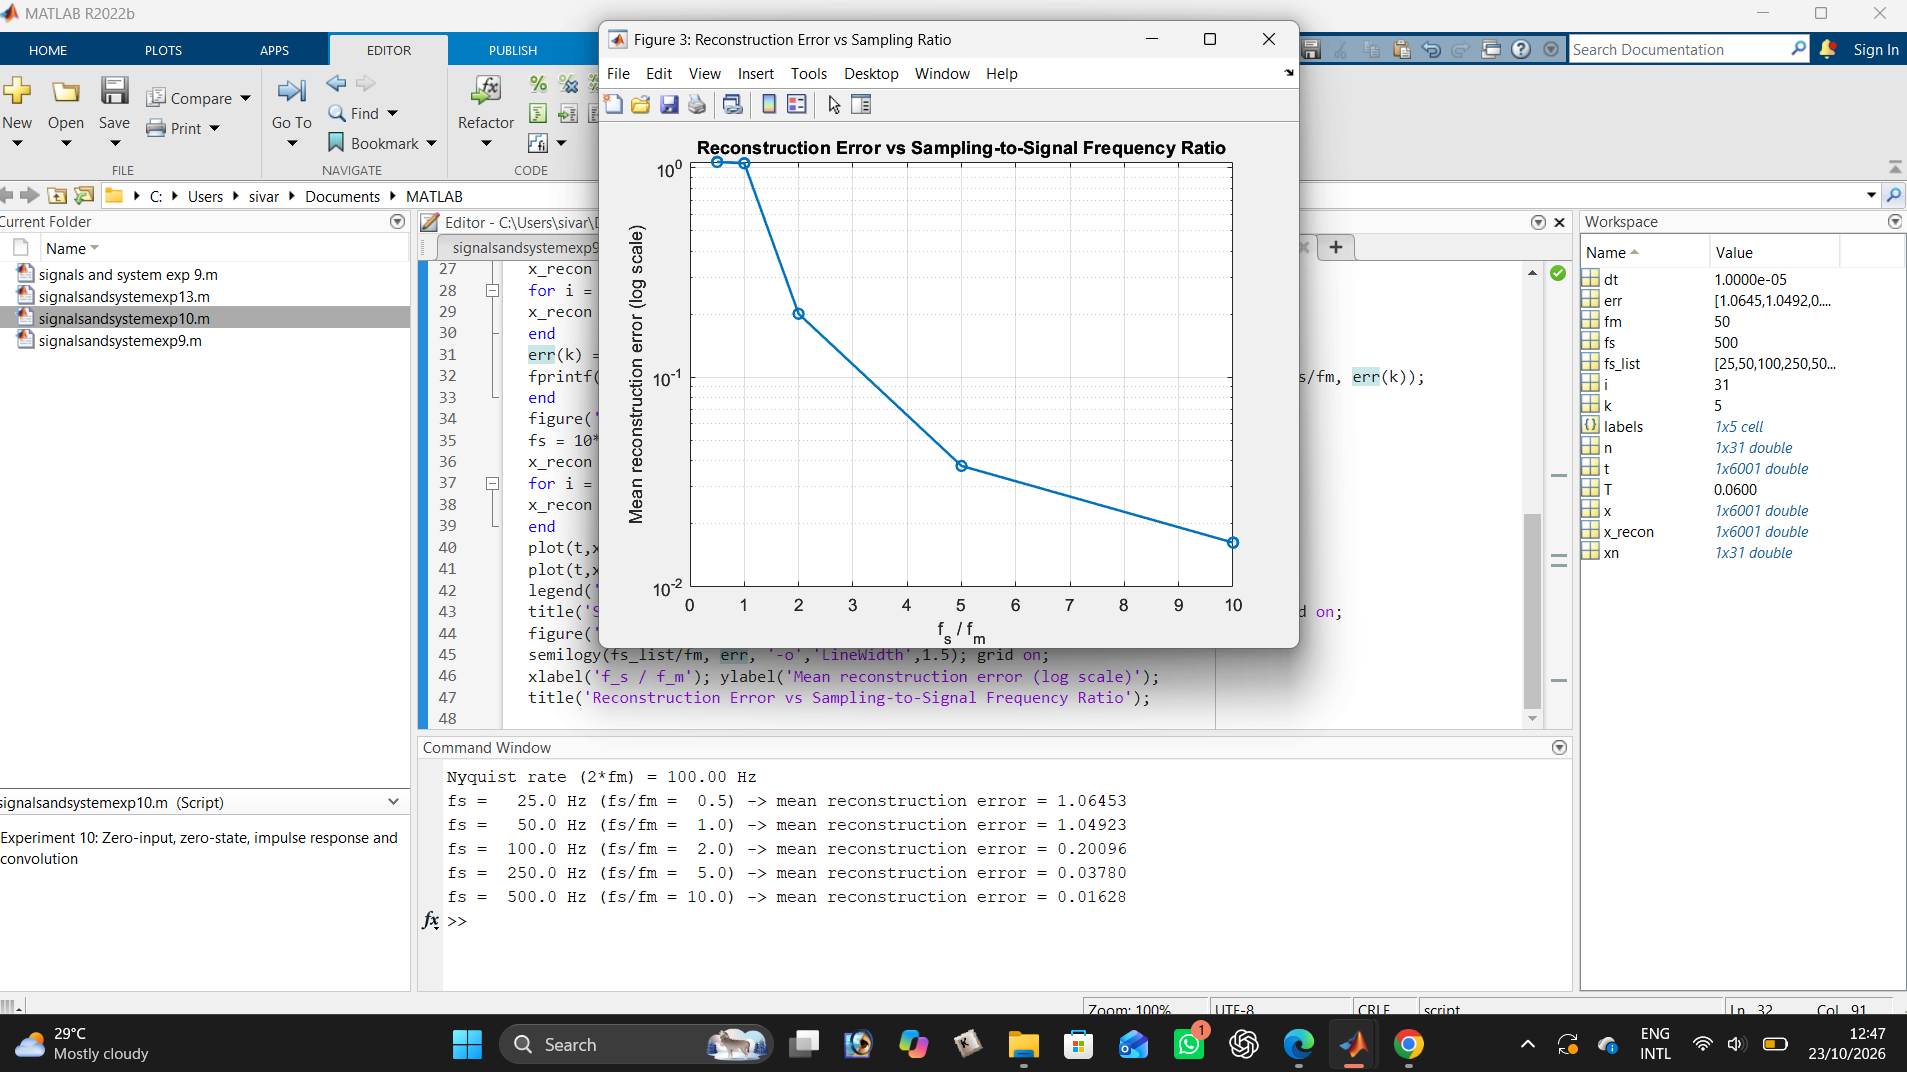 MATLAB R2022b
HOME PLOTS APPS EDITOR PUBLISH
Search Documentation Sign In
New Open Save Compare Print Go To Find Bookmark Refactor
FILE NAVIGATE CODE
C: Users sivar Documents MATLAB
Current Folder
Name
signals and system exp 9.m
signalsandsystemexp13.m
signalsandsystemexp10.m
signalsandsystemexp9.m
signalsandsystemexp10.m (Script)
Experiment 10: Zero-input, zero-state, impulse response and
convolution
Editor - C:\Users\sivar\
signalsandsystemexp9
27 x_recon
28 for i =
29 x_recon
30 end
31 err(k) =
32 fprintf( s/fm, err(k));
33 end
34 figure('
35 fs = 10*
36 x_recon
37 for i =
38 x_recon
39 end
40 plot(t,x
41 plot(t,x
42 legend('
43 title('S d on;
44 figure('
45 semilogy(fs_list/fm, err, '-o','LineWidth',1.5); grid on;
46 xlabel('f_s / f_m'); ylabel('Mean reconstruction error (log scale)');
47 title('Reconstruction Error vs Sampling-to-Signal Frequency Ratio');
48
Figure 3: Reconstruction Error vs Sampling Ratio
File Edit View Insert Tools Desktop Window Help
Reconstruction Error vs Sampling-to-Signal Frequency Ratio
Mean reconstruction error (log scale)
10^0
10^-1
10^-2
0 1 2 3 4 5 6 7 8 9 10
f_s / f_m
Command Window
Nyquist rate (2*fm) = 100.00 Hz
fs = 25.0 Hz (fs/fm = 0.5) -> mean reconstruction error = 1.06453
fs = 50.0 Hz (fs/fm = 1.0) -> mean reconstruction error = 1.04923
fs = 100.0 Hz (fs/fm = 2.0) -> mean reconstruction error = 0.20096
fs = 250.0 Hz (fs/fm = 5.0) -> mean reconstruction error = 0.03780
fs = 500.0 Hz (fs/fm = 10.0) -> mean reconstruction error = 0.01628
fx >>
Workspace
Name Value
dt 1.0000e-05
err [1.0645,1.0492,0....
fm 50
fs 500
fs_list [25,50,100,250,50...
i 31
k 5
labels 1x5 cell
n 1x31 double
t 1x6001 double
T 0.0600
x 1x6001 double
x_recon 1x6001 double
xn 1x31 double
Zoom: 100% UTF-8 CRLF script Ln 32 Col 91
29°C
Mostly cloudy
Search
1
ENG
INTL
12:47
23/10/2026